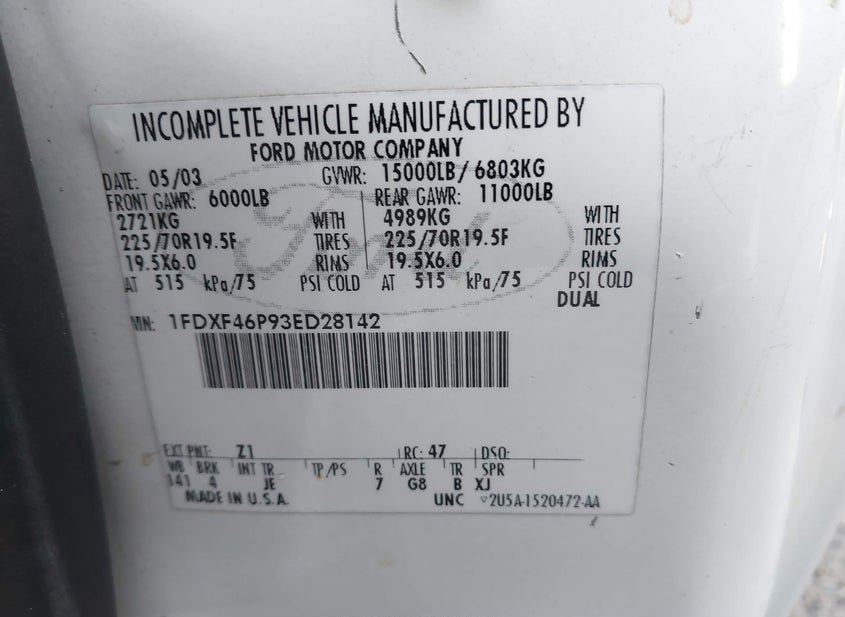 INCOMPLETE VEHICLE MANUFACTURED BY
FORD MOTOR COMPANY
DATE: 05/03 GVWR: 15000LB/ 6803KG
FRONT GAWR: 6000LB REAR GAWR: 11000LB
2721KG WITH 4989KG WITH
225/70R19.5F TIRES 225/70R19.5F TIRES
19.5X6.0 RIMS 19.5X6.0 RIMS
AT 515 kPa/75 PSI COLD AT 515 kPa/75 PSI COLD
DUAL
VIN: 1FDXF46P93ED28142
EXT PNT: Z1 RC: 47 DSO:
WB BRK INT TR TP/PS R AXLE TR SPR
141 4 JE 7 G8 B XJ
MADE IN U.S.A. UNC ▽2U5A-1520472-AA
Ford